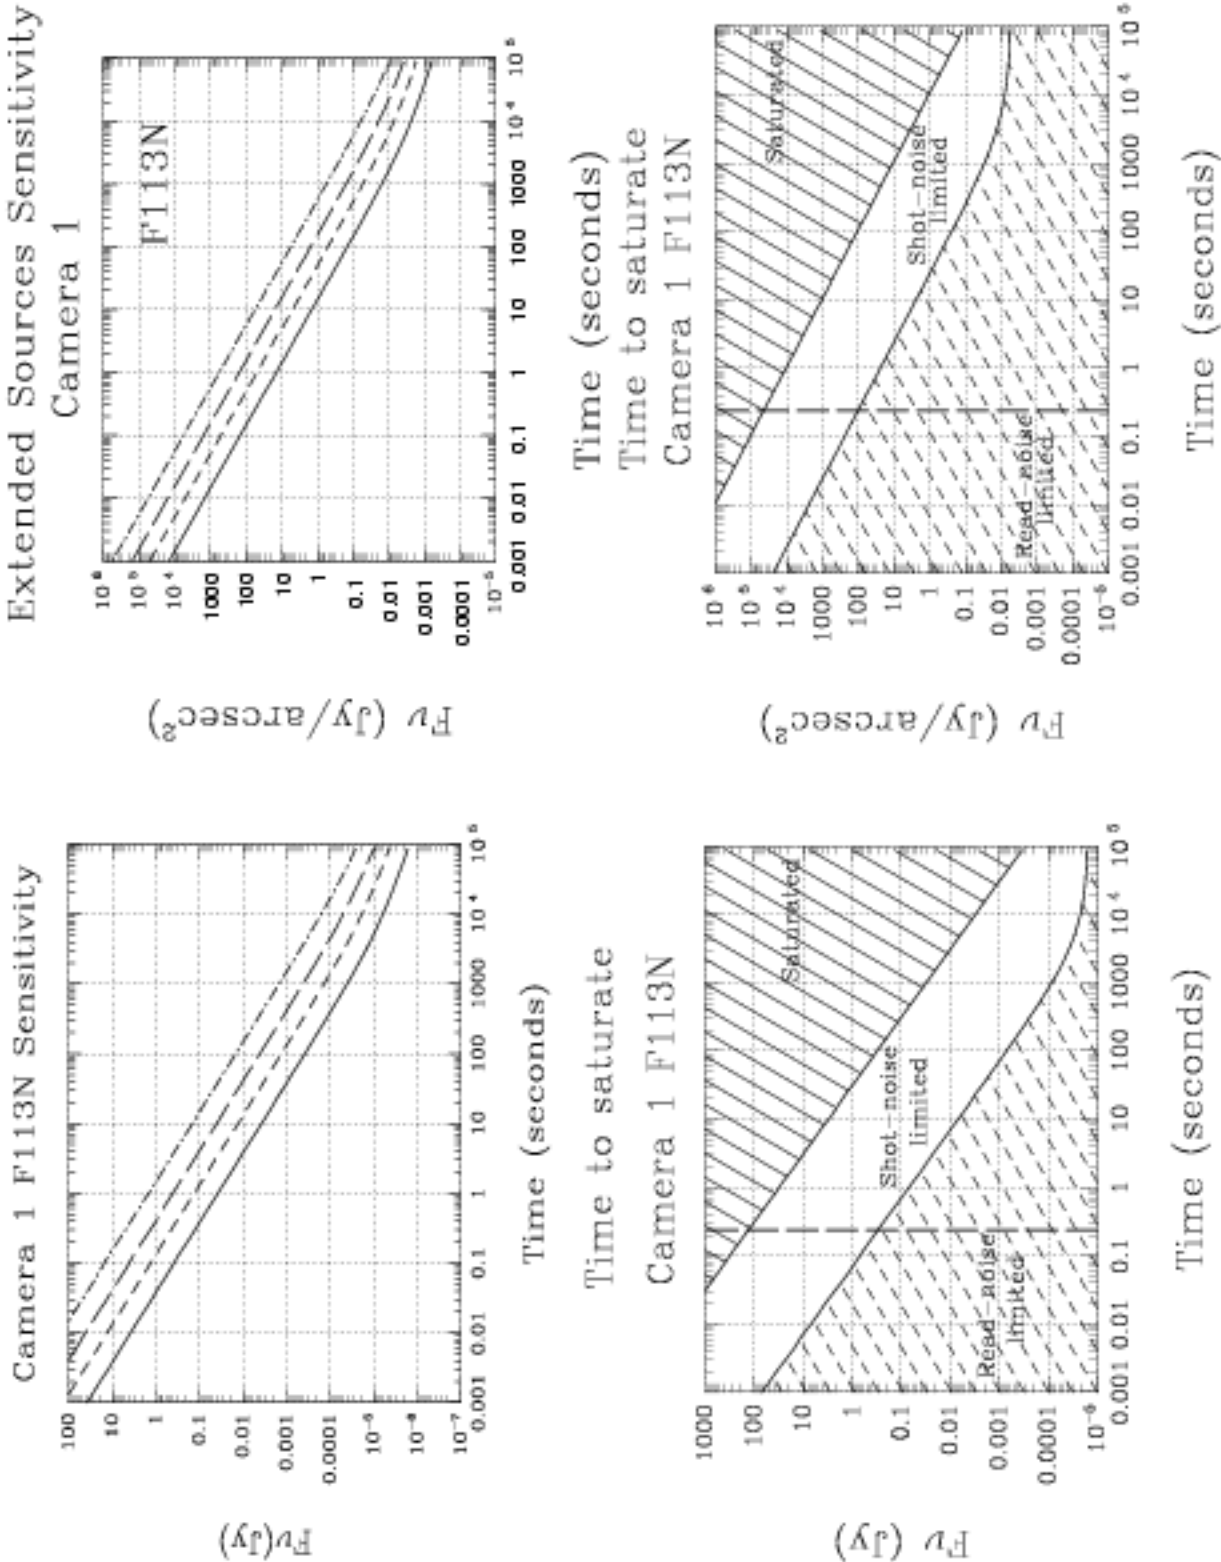 Camera 1 F113N Sensitivity
Fν(Jy)
100
10
1
0.1
0.01
0.001
0.0001
10⁻⁵
10⁻⁶
10⁻⁷
0.001 0.01 0.1 1 10 100 1000 10⁴ 10⁵
Time (seconds)
Extended Sources Sensitivity
Camera 1
F113N
Fν (Jy/arcsec²)
10⁶
10⁵
10⁴
1000
100
10
1
0.1
0.01
0.001
0.0001
10⁻⁵
0.001 0.01 0.1 1 10 100 1000 10⁴ 10⁵
Time (seconds)
Time to saturate
Camera 1 F113N
Fν (Jy)
1000
100
10
1
0.1
0.01
0.001
0.0001
10⁻⁵
Saturated
Shot-noise
limited
Read-noise
limited
0.001 0.01 0.1 1 10 100 1000 10⁴ 10⁵
Time (seconds)
Time to saturate
Camera 1 F113N
Fν (Jy/arcsec²)
10⁶
10⁵
10⁴
1000
100
10
1
0.1
0.01
0.001
0.0001
10⁻⁵
Saturated
Shot-noise
limited
Read-noise
limited
0.001 0.01 0.1 1 10 100 1000 10⁴ 10⁵
Time (seconds)